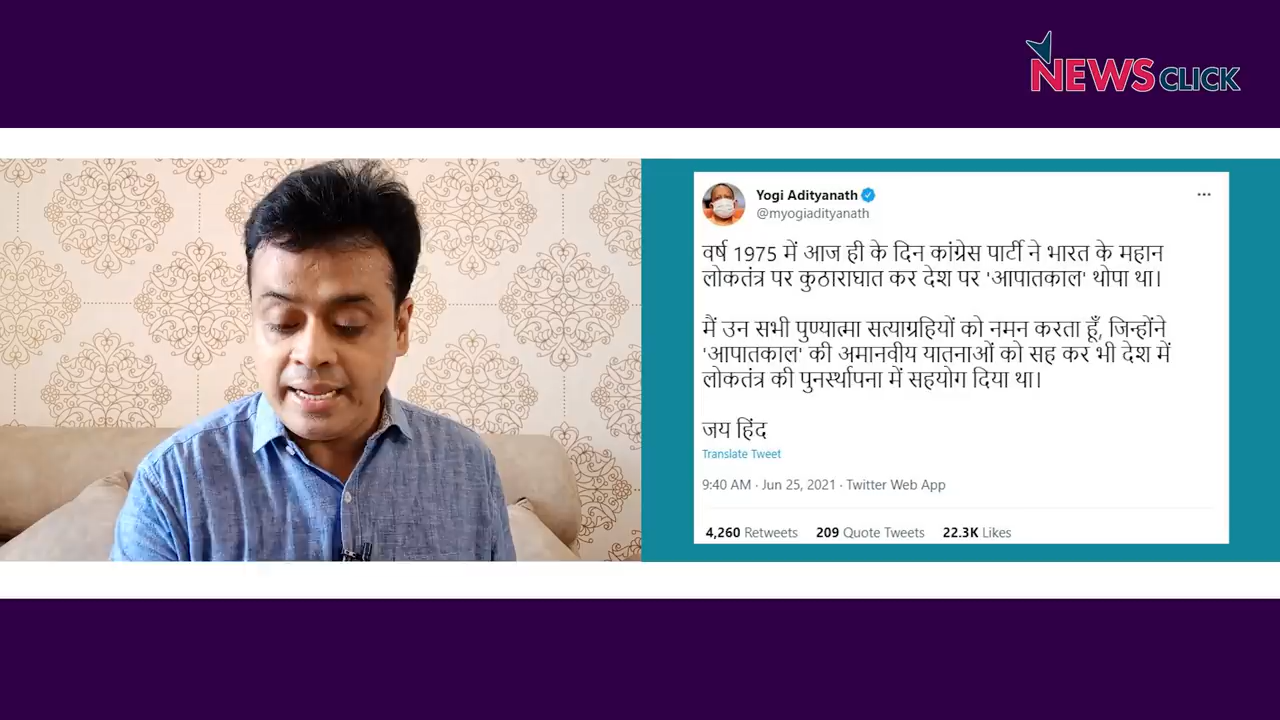 NEWSCLICK
Yogi Adityanath
@myogiadityanath
वर्ष 1975 में आज ही के दिन कांग्रेस पार्टी ने भारत के महान
लोकतंत्र पर कुठाराघात कर देश पर 'आपातकाल' थोपा था।
मैं उन सभी पुण्यात्मा सत्याग्रहियों को नमन करता हूँ, जिन्होंने
'आपातकाल' की अमानवीय यातनाओं को सह कर भी देश में
लोकतंत्र की पुनर्स्थापना में सहयोग दिया था।
जय हिंद
Translate Tweet
9:40 AM · Jun 25, 2021 · Twitter Web App
4,260 Retweets 209 Quote Tweets 22.3K Likes